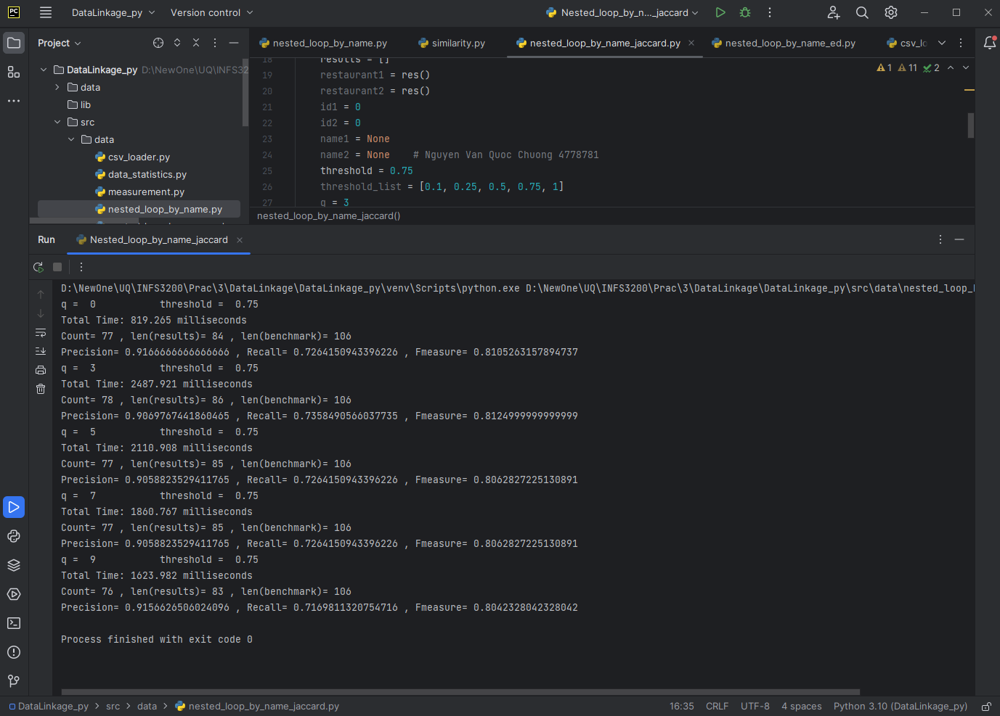 PC DataLinkage_py Version control Nested_loop_by_n..._jaccard
Project nested_loop_by_name.py similarity.py nested_loop_by_name_jaccard.py nested_loop_by_name_ed.py csv_lo
DataLinkage_py D:\NewOne\UQ\INFS32
data
lib
src
data
csv_loader.py
data_statistics.py
measurement.py
nested_loop_by_name.py
1 11 2
18 results = []
19 restaurant1 = res()
20 restaurant2 = res()
21 id1 = 0
22 id2 = 0
23 name1 = None
24 name2 = None # Nguyen Van Quoc Chuong 4778781
25 threshold = 0.75
26 threshold_list = [0.1, 0.25, 0.5, 0.75, 1]
27 q = 3
nested_loop_by_name_jaccard()
Run Nested_loop_by_name_jaccard
D:\NewOne\UQ\INFS3200\Prac\3\DataLinkage\DataLinkage_py\venv\Scripts\python.exe D:\NewOne\UQ\INFS3200\Prac\3\DataLinkage\DataLinkage_py\src\data\nested_loop_
q = 0 threshold = 0.75
Total Time: 819.265 milliseconds
Count= 77 , len(results)= 84 , len(benchmark)= 106
Precision= 0.9166666666666666 , Recall= 0.7264150943396226 , Fmeasure= 0.8105263157894737
q = 3 threshold = 0.75
Total Time: 2487.921 milliseconds
Count= 78 , len(results)= 86 , len(benchmark)= 106
Precision= 0.9069767441860465 , Recall= 0.7358490566037735 , Fmeasure= 0.8124999999999999
q = 5 threshold = 0.75
Total Time: 2110.908 milliseconds
Count= 77 , len(results)= 85 , len(benchmark)= 106
Precision= 0.9058823529411765 , Recall= 0.7264150943396226 , Fmeasure= 0.8062827225130891
q = 7 threshold = 0.75
Total Time: 1860.767 milliseconds
Count= 77 , len(results)= 85 , len(benchmark)= 106
Precision= 0.9058823529411765 , Recall= 0.7264150943396226 , Fmeasure= 0.8062827225130891
q = 9 threshold = 0.75
Total Time: 1623.982 milliseconds
Count= 76 , len(results)= 83 , len(benchmark)= 106
Precision= 0.9156626506024096 , Recall= 0.7169811320754716 , Fmeasure= 0.8042328042328042
Process finished with exit code 0
DataLinkage_py > src > data > nested_loop_by_name_jaccard.py 16:35 CRLF UTF-8 4 spaces Python 3.10 (DataLinkage_py)